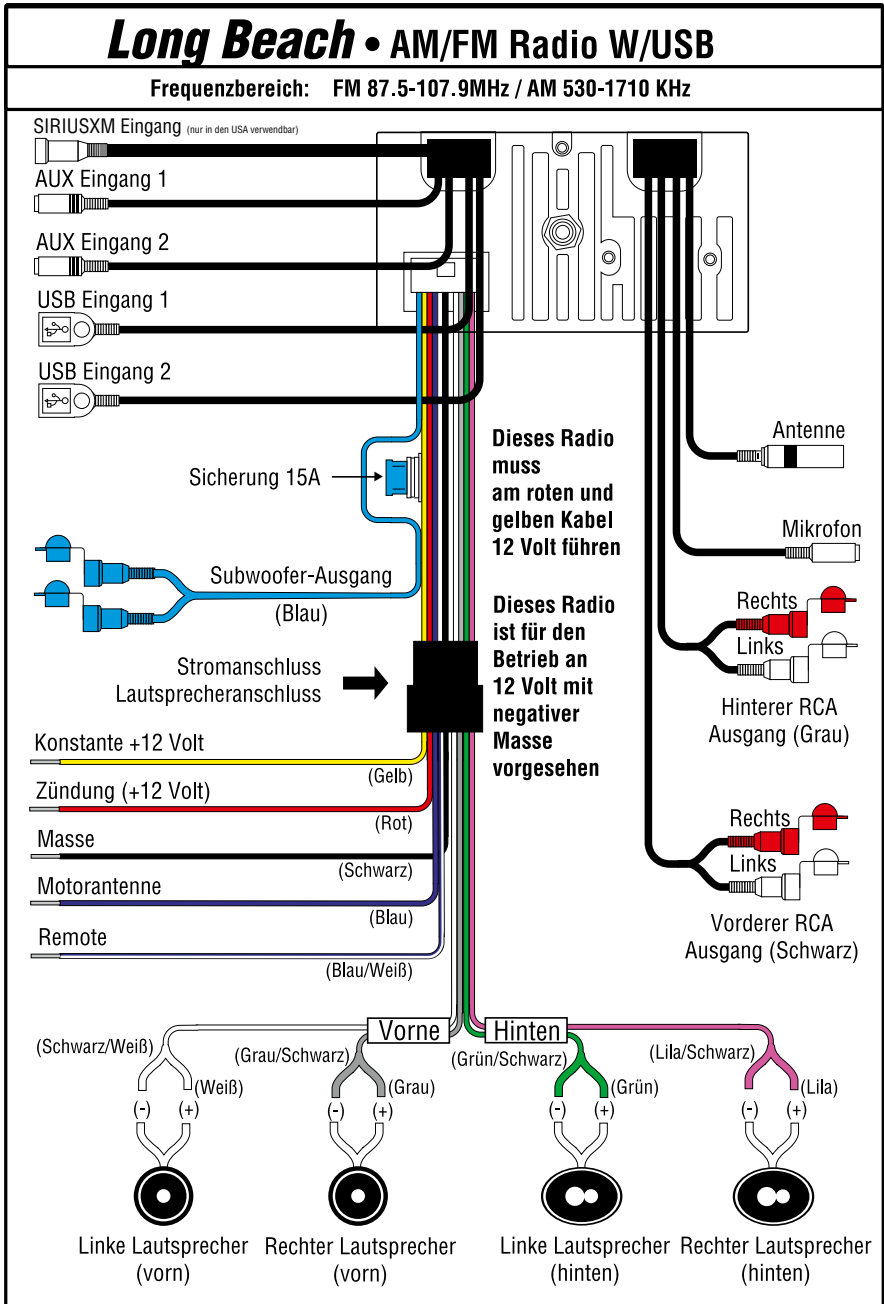 Long Beach • AM/FM Radio W/USB
Frequenzbereich: FM 87.5-107.9MHz / AM 530-1710 KHz
SIRIUSXM Eingang (nur in den USA verwendbar)
AUX Eingang 1
AUX Eingang 2
USB Eingang 1
USB Eingang 2
Sicherung 15A
Subwoofer-Ausgang
(Blau)
Stromanschluss
Lautsprecheranschluss
Dieses Radio
muss
am roten und
gelben Kabel
12 Volt führen
Dieses Radio
ist für den
Betrieb an
12 Volt mit
negativer
Masse
vorgesehen
Antenne
Mikrofon
Rechts
Links
Hinterer RCA
Ausgang (Grau)
Rechts
Links
Vorderer RCA
Ausgang (Schwarz)
Konstante +12 Volt
(Gelb)
Zündung (+12 Volt)
(Rot)
Masse
(Schwarz)
Motorantenne
(Blau)
Remote
(Blau/Weiß)
Vorne
Hinten
(Schwarz/Weiß)
(Weiß)
(-)
(+)
Linke Lautsprecher
(vorn)
(Grau/Schwarz)
(Grau)
(-)
(+)
Rechter Lautsprecher
(vorn)
(Grün/Schwarz)
(Grün)
(-)
(+)
Linke Lautsprecher
(hinten)
(Lila/Schwarz)
(Lila)
(-)
(+)
Rechter Lautsprecher
(hinten)